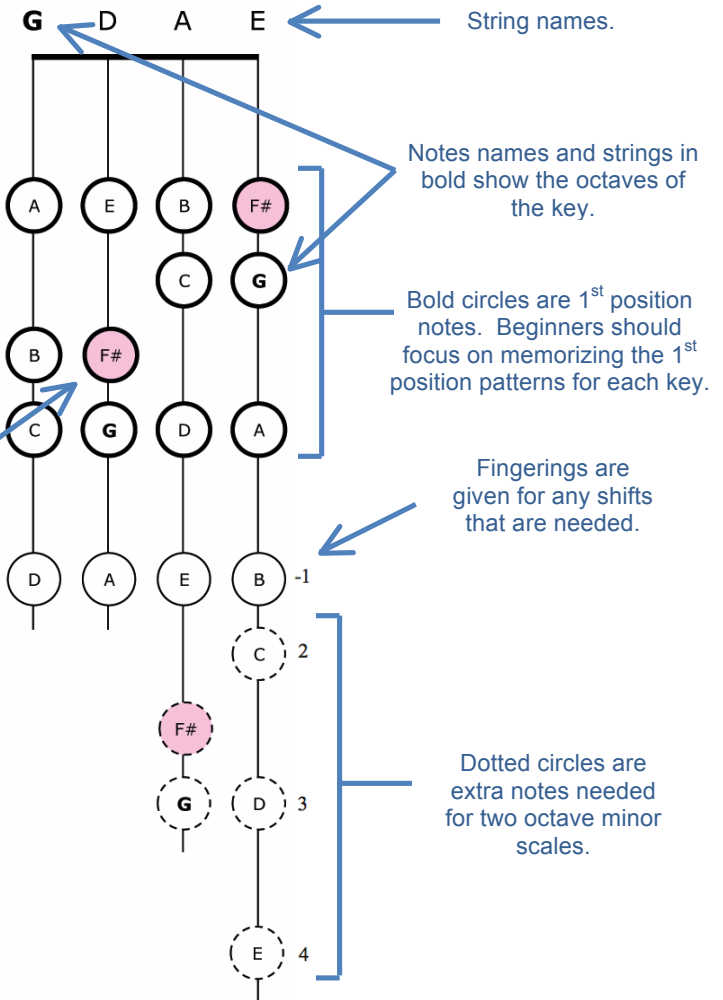 G D A E
String names.
Notes names and strings in
bold show the octaves of
the key.
A E B F#
C G
Bold circles are 1st position
notes. Beginners should
focus on memorizing the 1st
position patterns for each key.
B F#
C G D A
Fingerings are
given for any shifts
that are needed.
D A E B -1
C 2
F#
G D 3
Dotted circles are
extra notes needed
for two octave minor
scales.
E 4